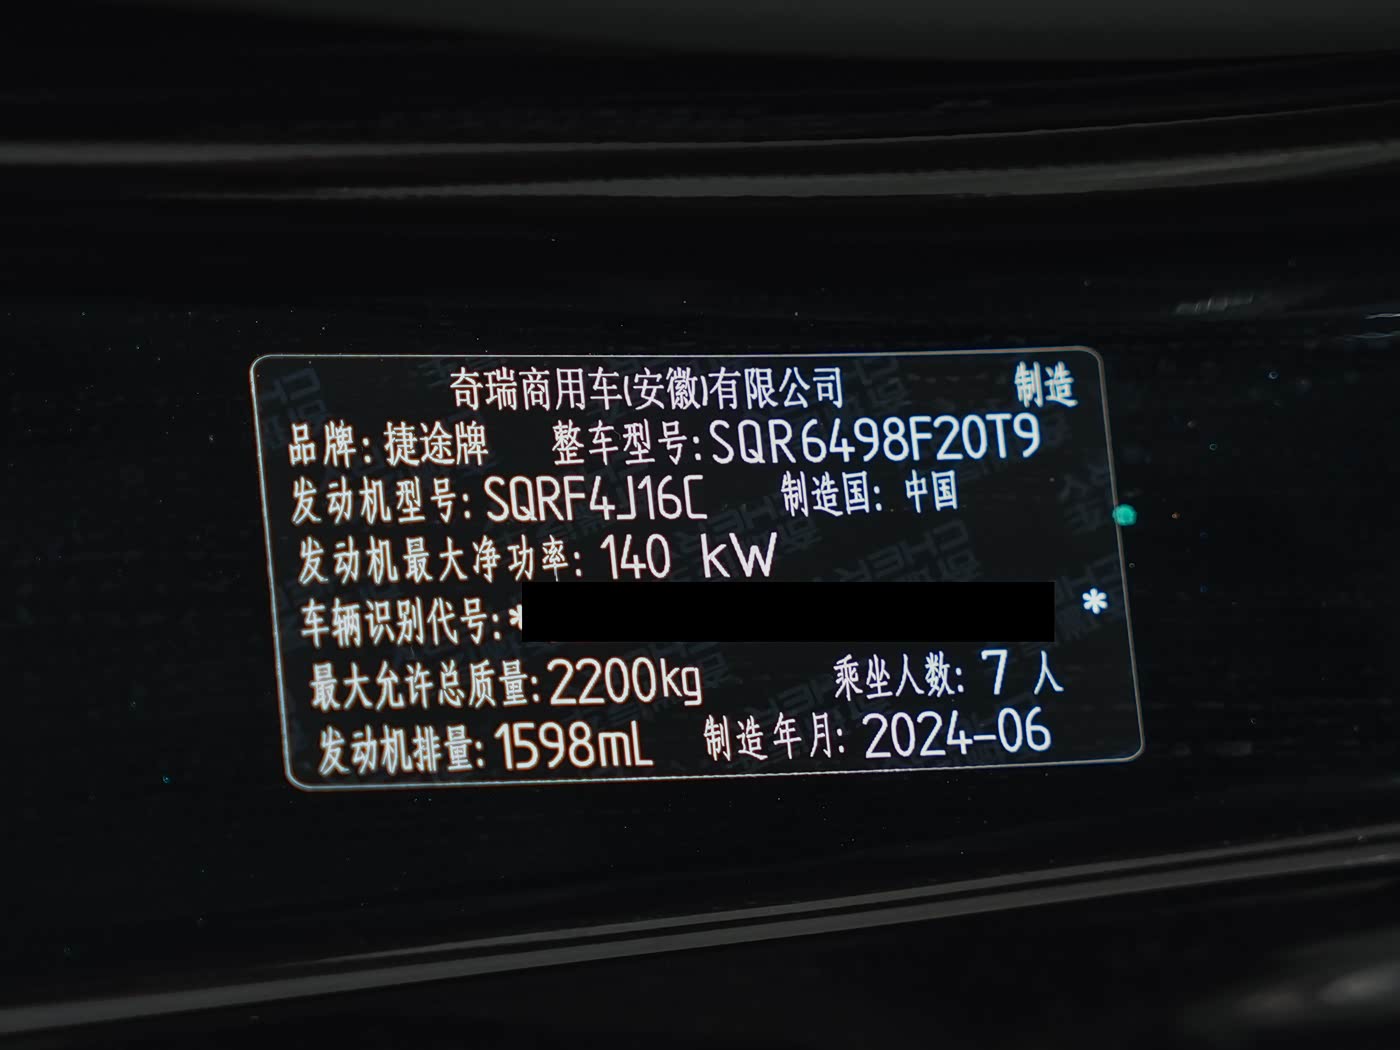 奇瑞商用车(安徽)有限公司 制造
品牌: 捷途牌 整车型号:SQR6498F20T9
发动机型号: SQRF4J16C 制造国: 中国
发动机最大净功率: 140 kW
车辆识别代号:* *
最大允许总质量:2200kg 乘坐人数: 7 人
发动机排量: 1598mL 制造年月: 2024-06